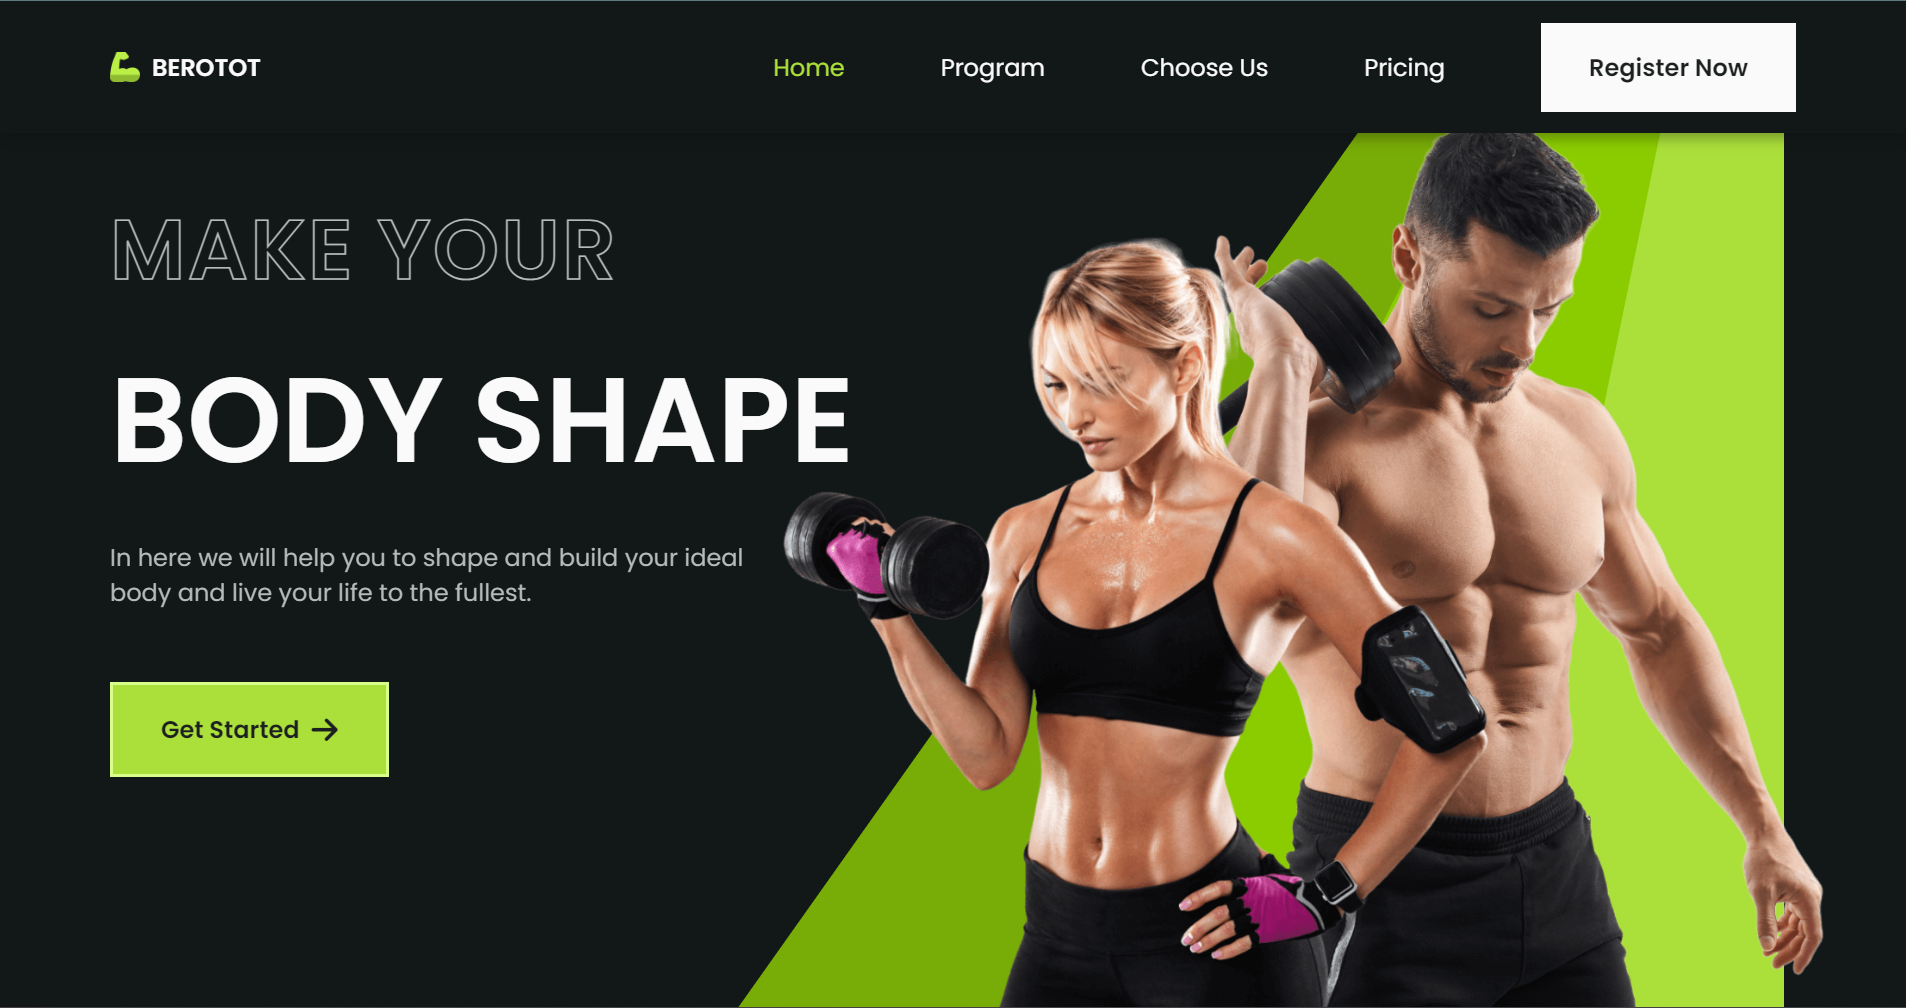 BEROTOT
Home
Program
Choose Us
Pricing
Register Now
MAKE YOUR
BODY SHAPE
In here we will help you to shape and build your ideal
body and live your life to the fullest.
Get Started